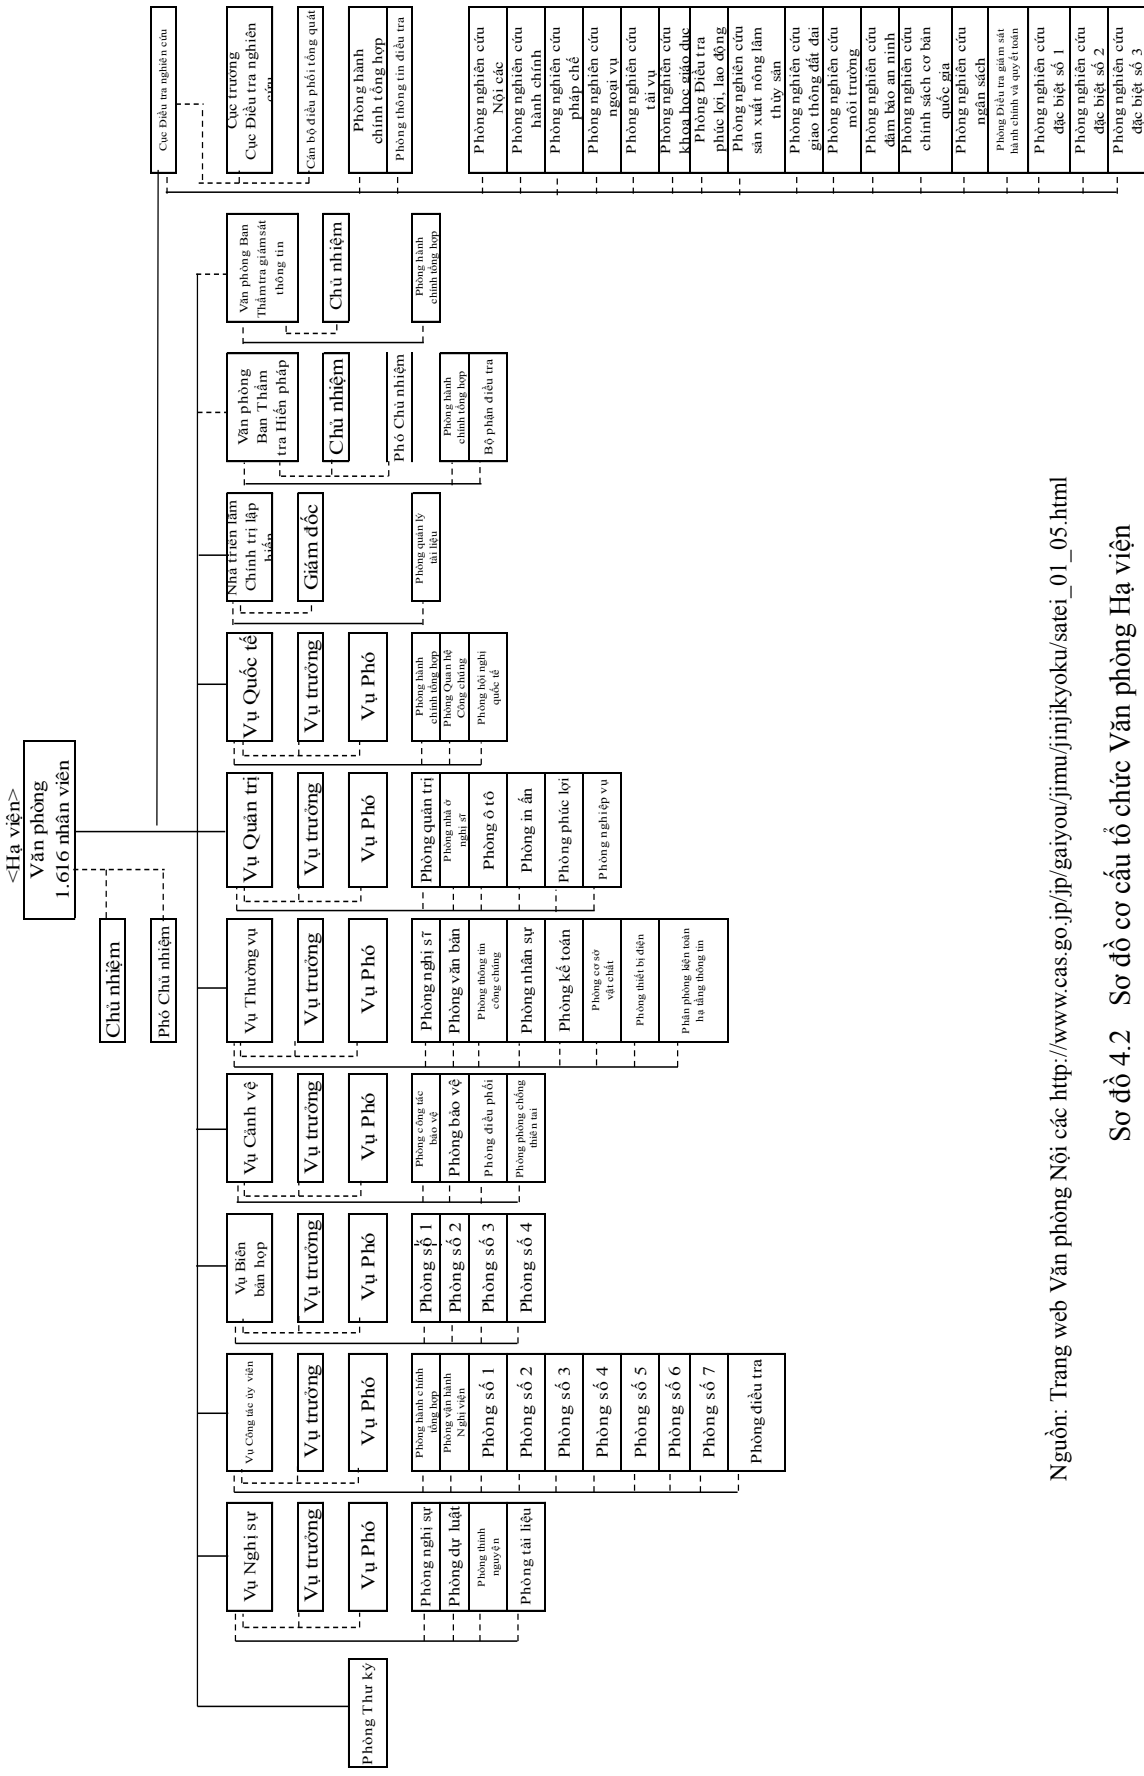 <Hạ viện>
Văn phòng
1.616 nhân viên
Chủ nhiệm
Phó Chủ nhiệm
Phòng Thư ký
Vụ Nghị sự
Vụ trưởng
Vụ Phó
Phòng nghị sự
Phòng dự luật
Phòng thỉnh
nguyện
Phòng tài liệu
Vụ Công tác ủy viên
Vụ trưởng
Vụ Phó
Phòng hành chính
tổng hợp
Phòng vận hành
Nghị viện
Phòng số 1
Phòng số 2
Phòng số 3
Phòng số 4
Phòng số 5
Phòng số 6
Phòng số 7
Phòng điều tra
Vụ Biên
bản họp
Vụ trưởng
Vụ Phó
Phòng số 1
Phòng số 2
Phòng số 3
Phòng số 4
Vụ Cảnh vệ
Vụ trưởng
Vụ Phó
Phòng công tác
bảo vệ
Phòng bảo vệ
Phòng điều phối
Phòng phòng chống
thiên tai
Vụ Thường vụ
Vụ trưởng
Vụ Phó
Phòng nghị sĩ
Phòng văn bản
Phòng thông tin
công chúng
Phòng nhân sự
Phòng kế toán
Phòng cơ sở
vật chất
Phòng thiết bị điện
Phân phòng kiện toàn
hạ tầng thông tin
Vụ Quản trị
Vụ trưởng
Vụ Phó
Phòng quản trị
Phòng nhà ở
nghị sĩ
Phòng ô tô
Phòng in ấn
Phòng phúc lợi
Phòng nghiệp vụ
Vụ Quốc tế
Vụ trưởng
Vụ Phó
Phòng hành
chính tổng hợp
Phòng Quan hệ
Công chúng
Phòng hội nghị
quốc tế
Nhà triển lãm
Chính trị lập
hiến
Giám đốc
Phòng quản lý
tài liệu
Văn phòng
Ban Thẩm
tra Hiến pháp
Chủ nhiệm
Phó Chủ nhiệm
Phòng hành
chính tổng hợp
Bộ phận điều tra
Văn phòng Ban
Thẩm tra giám sát
thông tin
Chủ nhiệm
Phòng hành
chính tổng hợp
Cục Điều tra nghiên cứu
Cục trưởng
Cục Điều tra nghiên
cứu
Cán bộ điều phối tổng quát
Phòng hành
chính tổng hợp
Phòng thông tin điều tra
Phòng nghiên cứu
Nội các
Phòng nghiên cứu
hành chính
Phòng nghiên cứu
pháp chế
Phòng nghiên cứu
ngoại vụ
Phòng nghiên cứu
tài vụ
Phòng nghiên cứu
khoa học giáo dục
Phòng Điều tra
phúc lợi, lao động
Phòng nghiên cứu
sản xuất nông lâm
thủy sản
Phòng nghiên cứu
giao thông đất đai
Phòng nghiên cứu
môi trường
Phòng nghiên cứu
đảm bảo an ninh
Phòng nghiên cứu
chính sách cơ bản
quốc gia
Phòng nghiên cứu
ngân sách
Phòng Điều tra giám sát
hành chính và quyết toán
Phòng nghiên cứu
đặc biệt số 1
Phòng nghiên cứu
đặc biệt số 2
Phòng nghiên cứu
đặc biệt số 3
Nguồn: Trang web Văn phòng Nội các http://www.cas.go.jp/jp/gaiyou/jimu/jinjikyoku/satei_01_05.html
Sơ đồ 4.2 Sơ đồ cơ cấu tổ chức Văn phòng Hạ viện